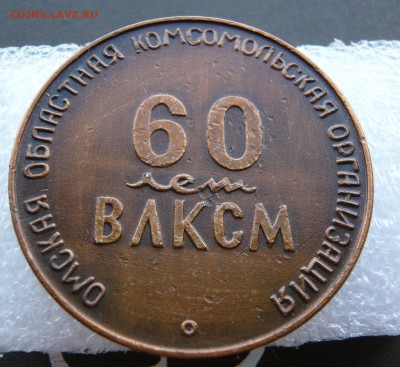 COINS.LAVE.RU
ОМСКАЯ ОБЛАСТНАЯ КОМСОМОЛЬСКАЯ ОРГАНИЗАЦИЯ
60
лет
ВЛКСМ